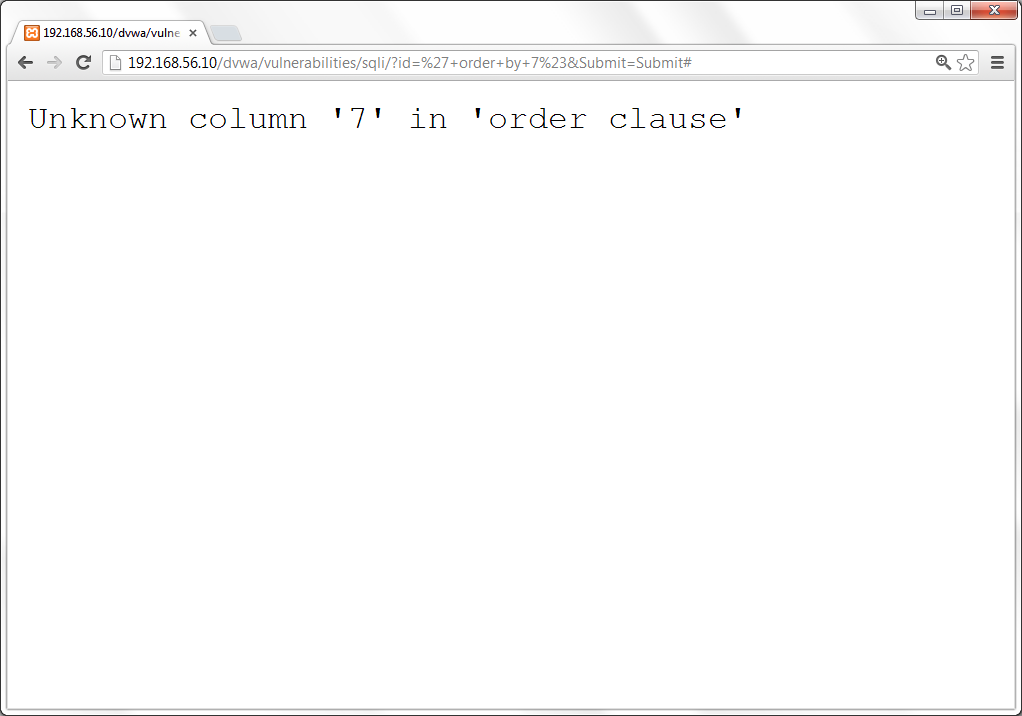 192.168.56.10/dvwa/vulne
192.168.56.10/dvwa/vulnerabilities/sqli/?id=%27+order+by+7%23&Submit=Submit#
Unknown column '7' in 'order clause'